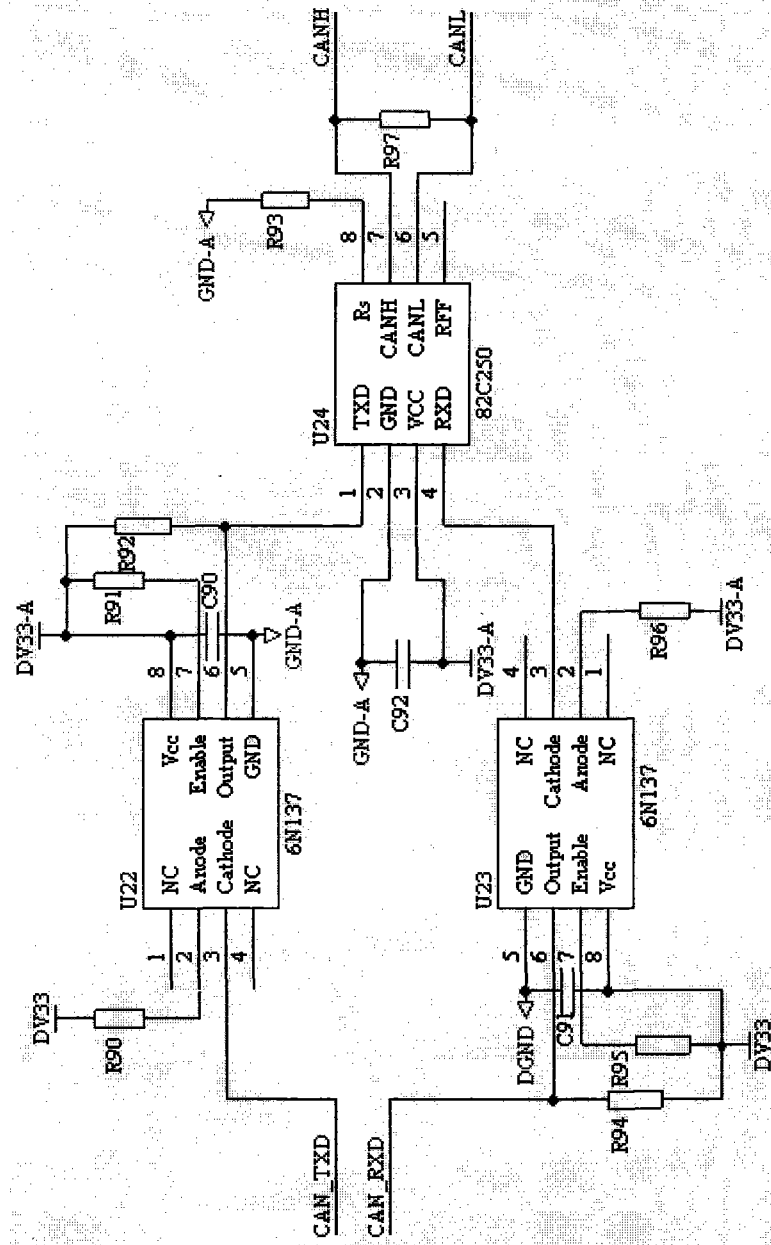 CANH
CANL
R97
GND-A
R93
8
7
6
5
U24
TXD
Rs
GND
CANH
VCC
CANL
RXD
RFF
82C250
1
2
3
4
DV33-A
R92
R91
C90
GND-A
8
7
6
5
GND-A
C92
DV33-A
4
3
2
1
R96
DV33-A
U22
NC
Vcc
Anode
Enable
Cathode
Output
NC
GND
6N137
U23
GND
NC
Output
Cathode
Enable
Anode
Vcc
NC
6N137
DV33
R90
1
2
3
4
5
6
7
8
DGND
C91
R95
R94
DV33
CAN_TXD
CAN_RXD